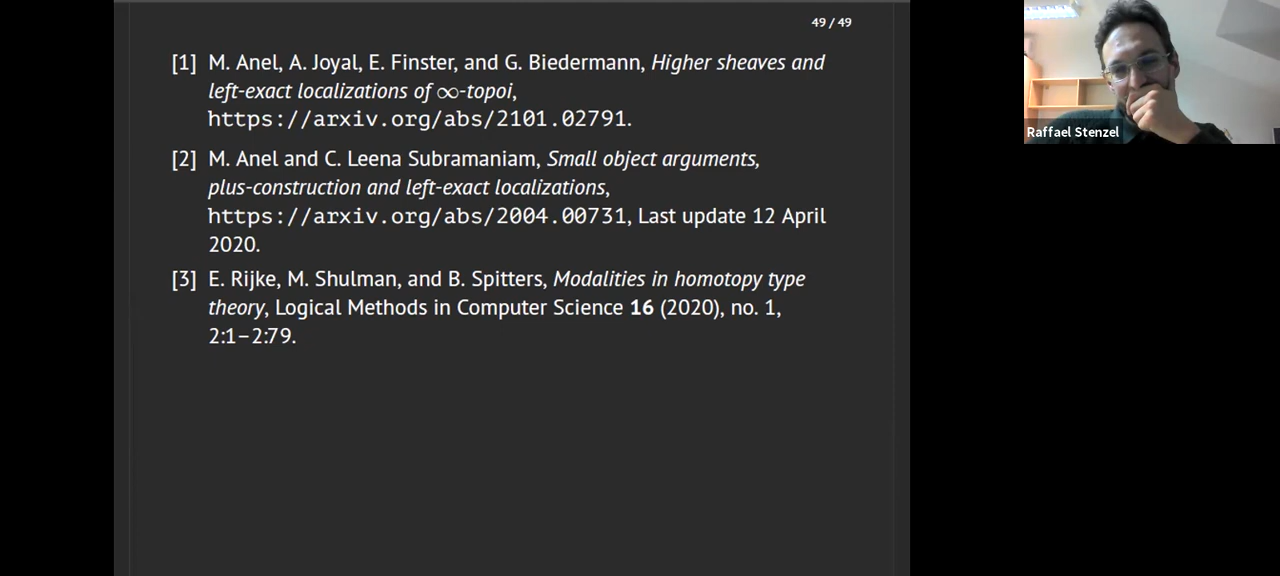 49 / 49
[1] M. Anel, A. Joyal, E. Finster, and G. Biedermann, Higher sheaves and
left-exact localizations of ∞-topoi,
https://arxiv.org/abs/2101.02791.
[2] M. Anel and C. Leena Subramaniam, Small object arguments,
plus-construction and left-exact localizations,
https://arxiv.org/abs/2004.00731, Last update 12 April
2020.
[3] E. Rijke, M. Shulman, and B. Spitters, Modalities in homotopy type
theory, Logical Methods in Computer Science 16 (2020), no. 1,
2:1–2:79.
Raffael Stenzel